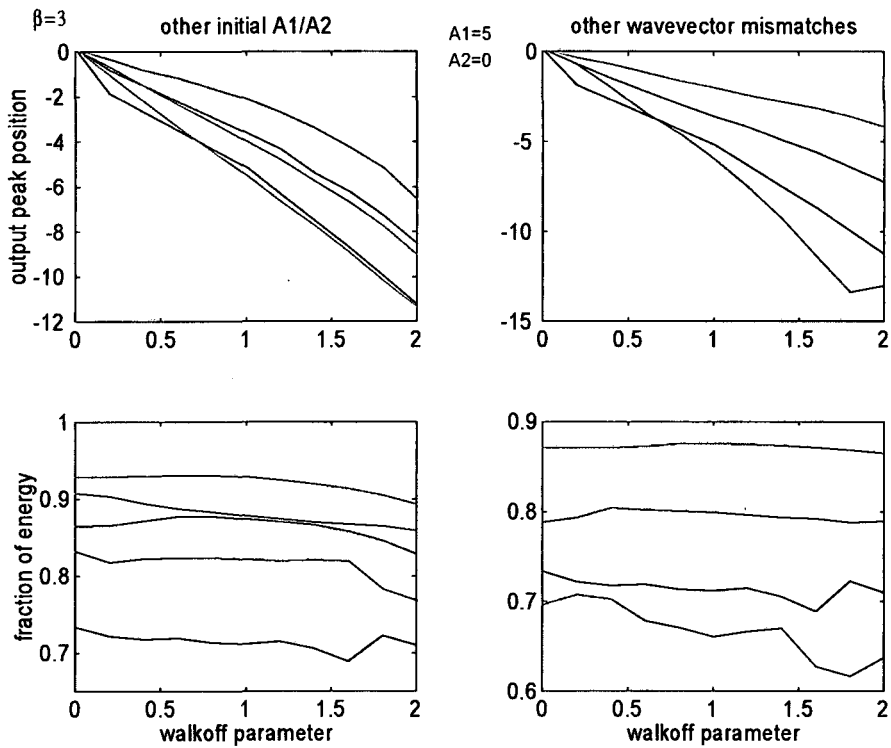 β=3
other initial A1/A2
A1=5
A2=0
other wavevector mismatches
output peak position
0
-2
-4
-6
-8
-10
-12
0 0.5 1 1.5 2
0
-5
-10
-15
0 0.5 1 1.5 2
fraction of energy
1
0.9
0.8
0.7
0 0.5 1 1.5 2
walkoff parameter
0.9
0.8
0.7
0.6
0 0.5 1 1.5 2
walkoff parameter